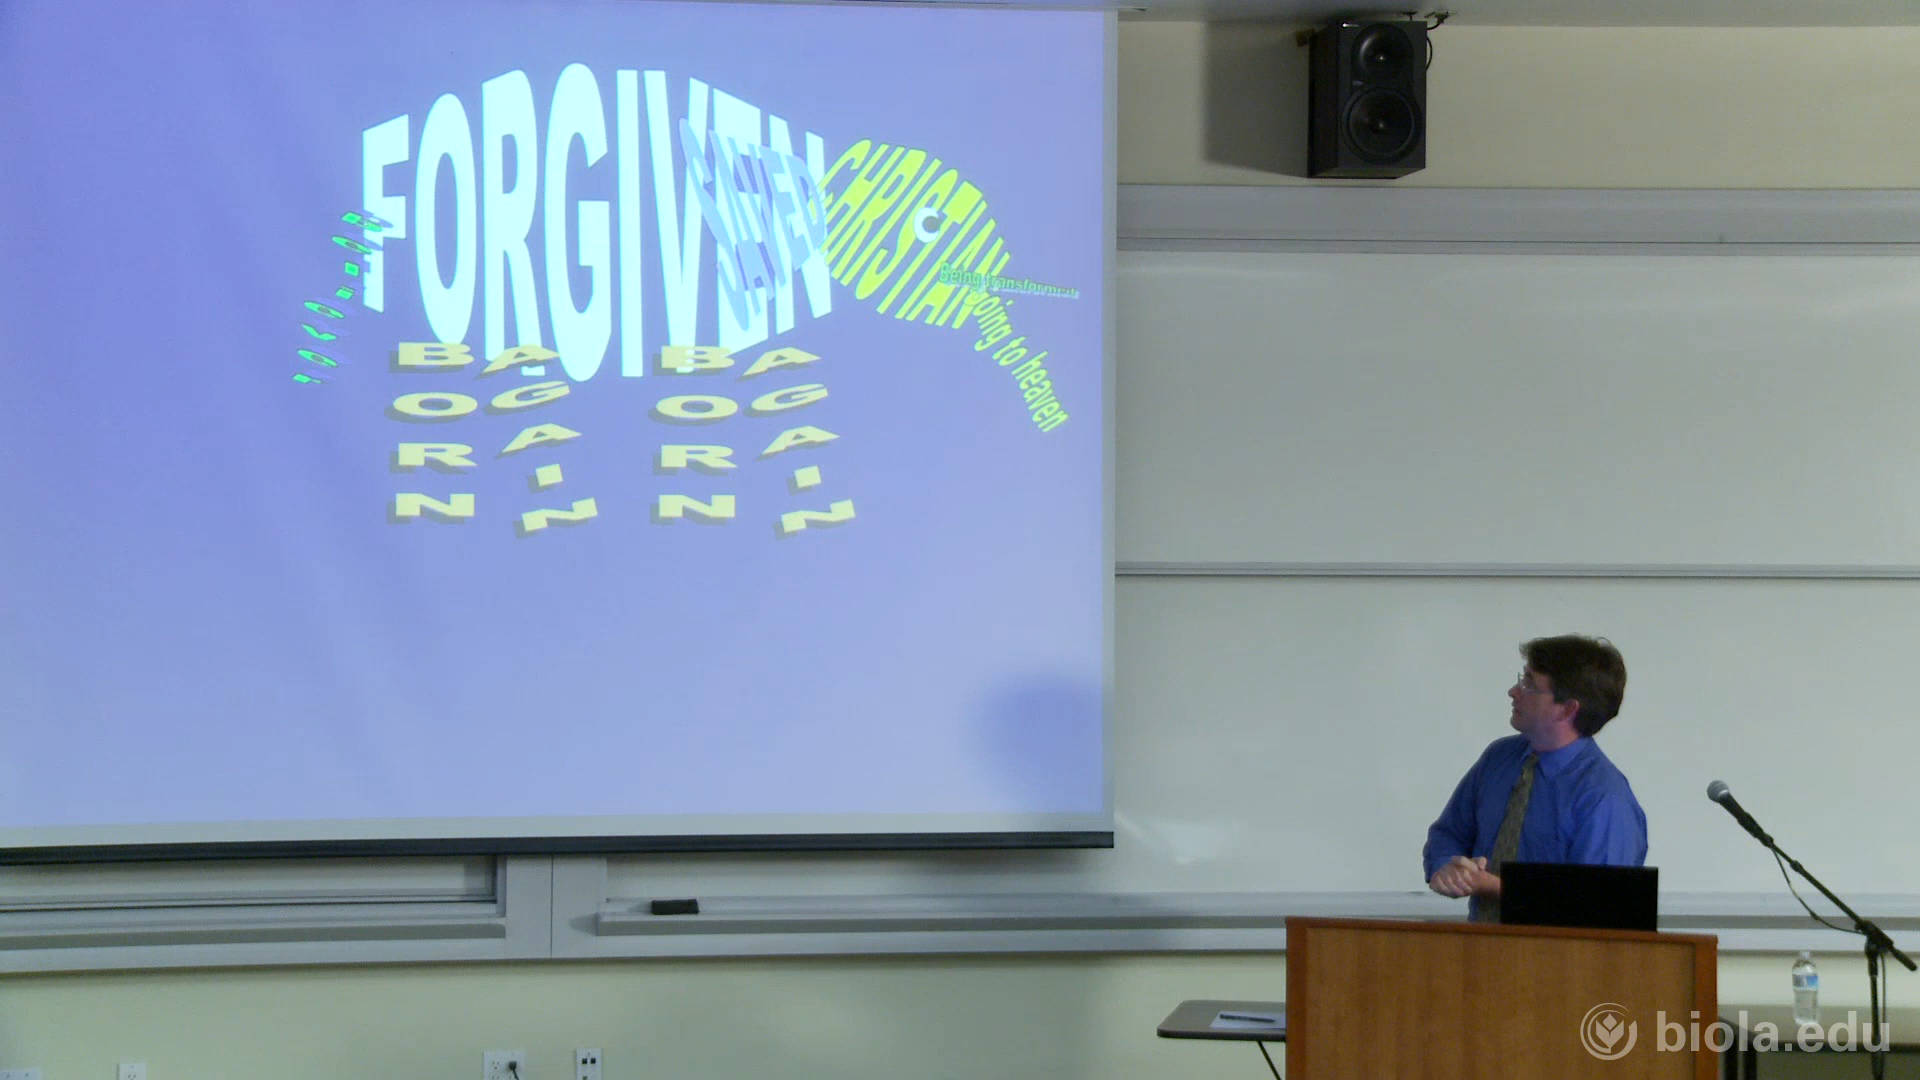 FORGIVEN
SAVED
CHRISTIAN
Being transformed
going to heaven
BORN
AGAIN
BORN
AGAIN
biola.edu